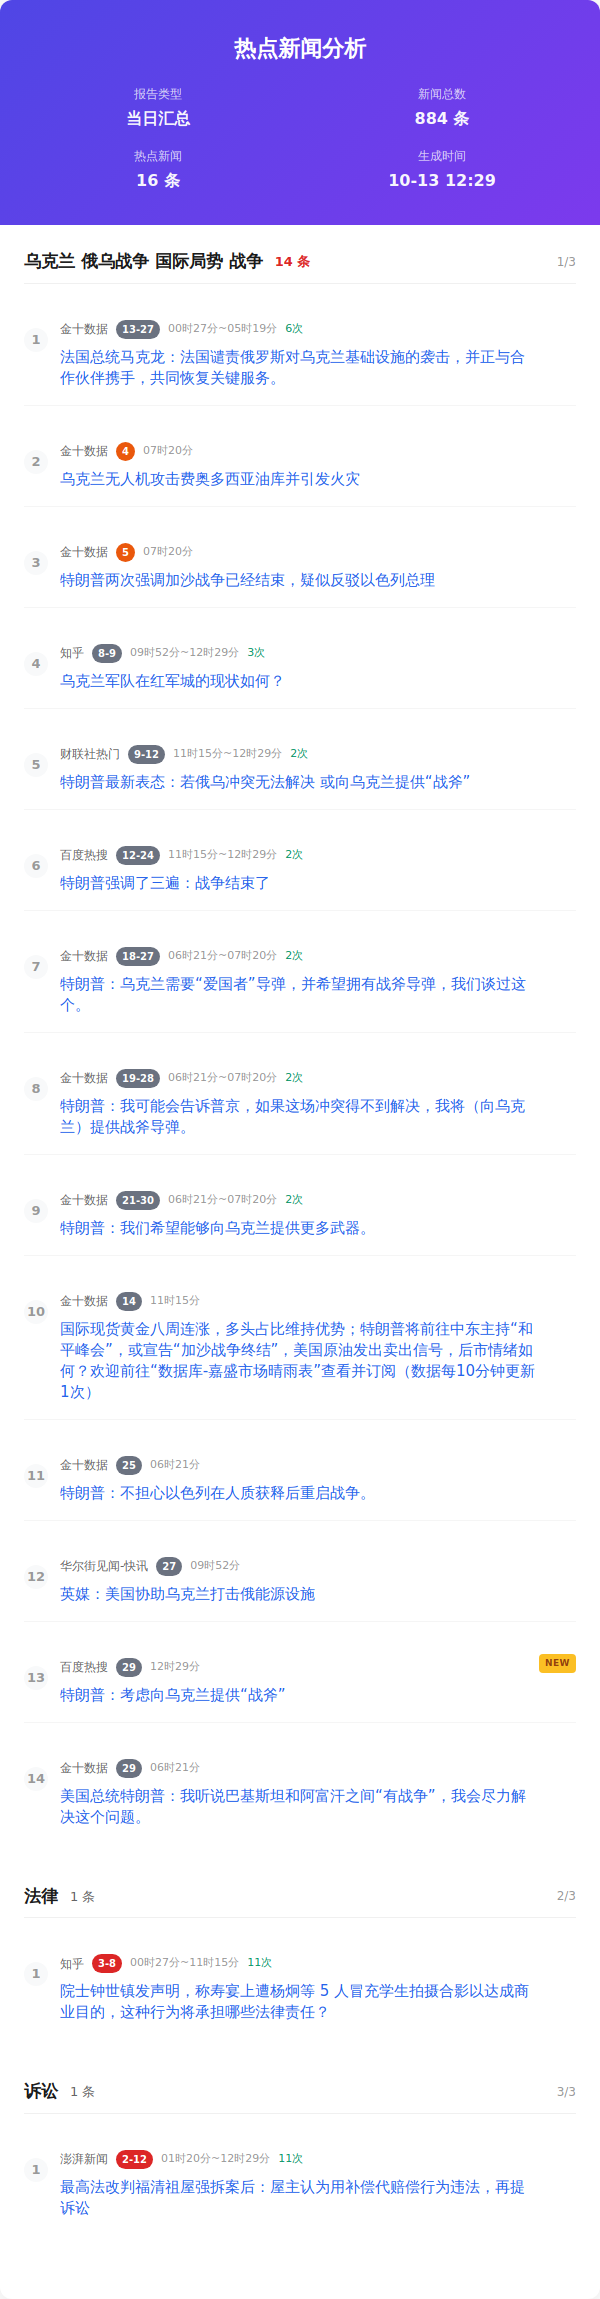 热点新闻分析
报告类型
新闻总数
当日汇总
884 条
热点新闻
生成时间
16 条
10-13 12:29
乌克兰 俄乌战争 国际局势 战争 14 条 1/3
1
金十数据 13-27 00时27分~05时19分 6次
法国总统马克龙：法国谴责俄罗斯对乌克兰基础设施的袭击，并正与合
作伙伴携手，共同恢复关键服务。
2
金十数据 4 07时20分
乌克兰无人机攻击费奥多西亚油库并引发火灾
3
金十数据 5 07时20分
特朗普两次强调加沙战争已经结束，疑似反驳以色列总理
4
知乎 8-9 09时52分~12时29分 3次
乌克兰军队在红军城的现状如何？
5
财联社热门 9-12 11时15分~12时29分 2次
特朗普最新表态：若俄乌冲突无法解决 或向乌克兰提供“战斧”
6
百度热搜 12-24 11时15分~12时29分 2次
特朗普强调了三遍：战争结束了
7
金十数据 18-27 06时21分~07时20分 2次
特朗普：乌克兰需要“爱国者”导弹，并希望拥有战斧导弹，我们谈过这
个。
8
金十数据 19-28 06时21分~07时20分 2次
特朗普：我可能会告诉普京，如果这场冲突得不到解决，我将（向乌克
兰）提供战斧导弹。
9
金十数据 21-30 06时21分~07时20分 2次
特朗普：我们希望能够向乌克兰提供更多武器。
10
金十数据 14 11时15分
国际现货黄金八周连涨，多头占比维持优势；特朗普将前往中东主持“和
平峰会”，或宣告“加沙战争终结”，美国原油发出卖出信号，后市情绪如
何？欢迎前往“数据库-嘉盛市场晴雨表”查看并订阅（数据每10分钟更新
1次）
11
金十数据 25 06时21分
特朗普：不担心以色列在人质获释后重启战争。
12
华尔街见闻-快讯 27 09时52分
英媒：美国协助乌克兰打击俄能源设施
13
百度热搜 29 12时29分 NEW
特朗普：考虑向乌克兰提供“战斧”
14
金十数据 29 06时21分
美国总统特朗普：我听说巴基斯坦和阿富汗之间“有战争”，我会尽力解
决这个问题。
法律 1 条 2/3
1
知乎 3-8 00时27分~11时15分 11次
院士钟世镇发声明，称寿宴上遭杨炯等 5 人冒充学生拍摄合影以达成商
业目的，这种行为将承担哪些法律责任？
诉讼 1 条 3/3
1
澎湃新闻 2-12 01时20分~12时29分 11次
最高法改判福清祖屋强拆案后：屋主认为用补偿代赔偿行为违法，再提
诉讼